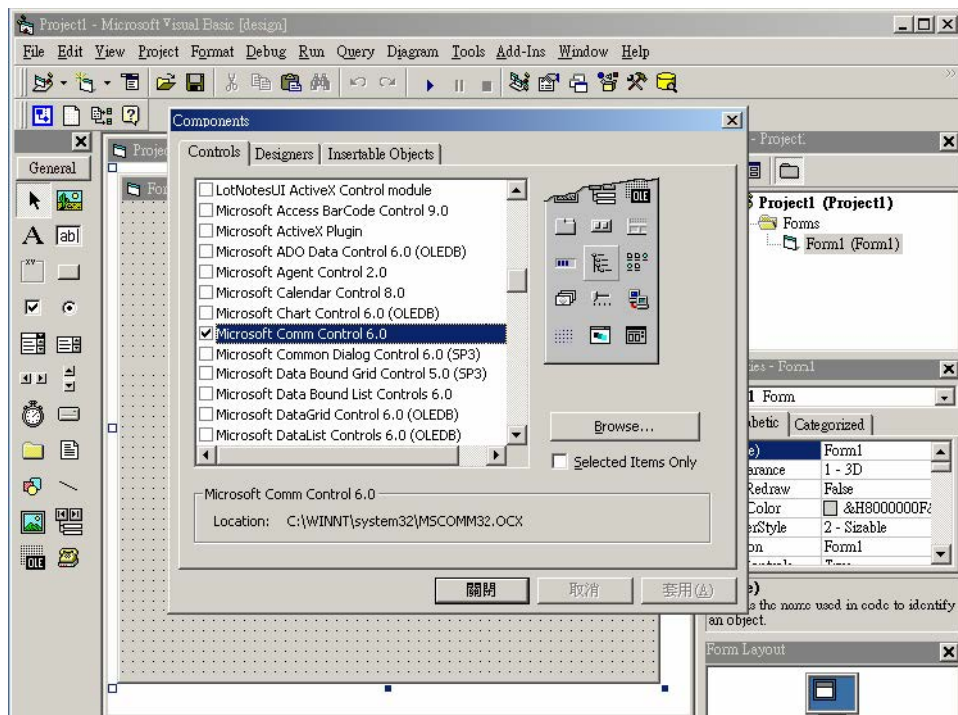 Project1 - Microsoft Visual Basic [design]
File Edit View Project Format Debug Run Query Diagram Tools Add-Ins Window Help
General
Components
Controls Designers Insertable Objects
LotNotesUI ActiveX Control module
Microsoft Access BarCode Control 9.0
Microsoft ActiveX Plugin
Microsoft ADO Data Control 6.0 (OLEDB)
Microsoft Agent Control 2.0
Microsoft Calendar Control 8.0
Microsoft Chart Control 6.0 (OLEDB)
Microsoft Comm Control 6.0
Microsoft Common Dialog Control 6.0 (SP3)
Microsoft Data Bound Grid Control 5.0 (SP3)
Microsoft Data Bound List Controls 6.0
Microsoft DataGrid Control 6.0 (OLEDB)
Microsoft DataList Controls 6.0 (OLEDB)
Browse...
Selected Items Only
Microsoft Comm Control 6.0
Location: C:\WINNT\system32\MSCOMM32.OCX
關閉 取消 套用(A)
Project1 (Project1)
Forms
Form1 (Form1)
- Form1
Form
Categorized
Form1
1 - 3D
False
&H8000000F&
2 - Sizable
Form1
the name used in code to identify
an object.
Form Layout